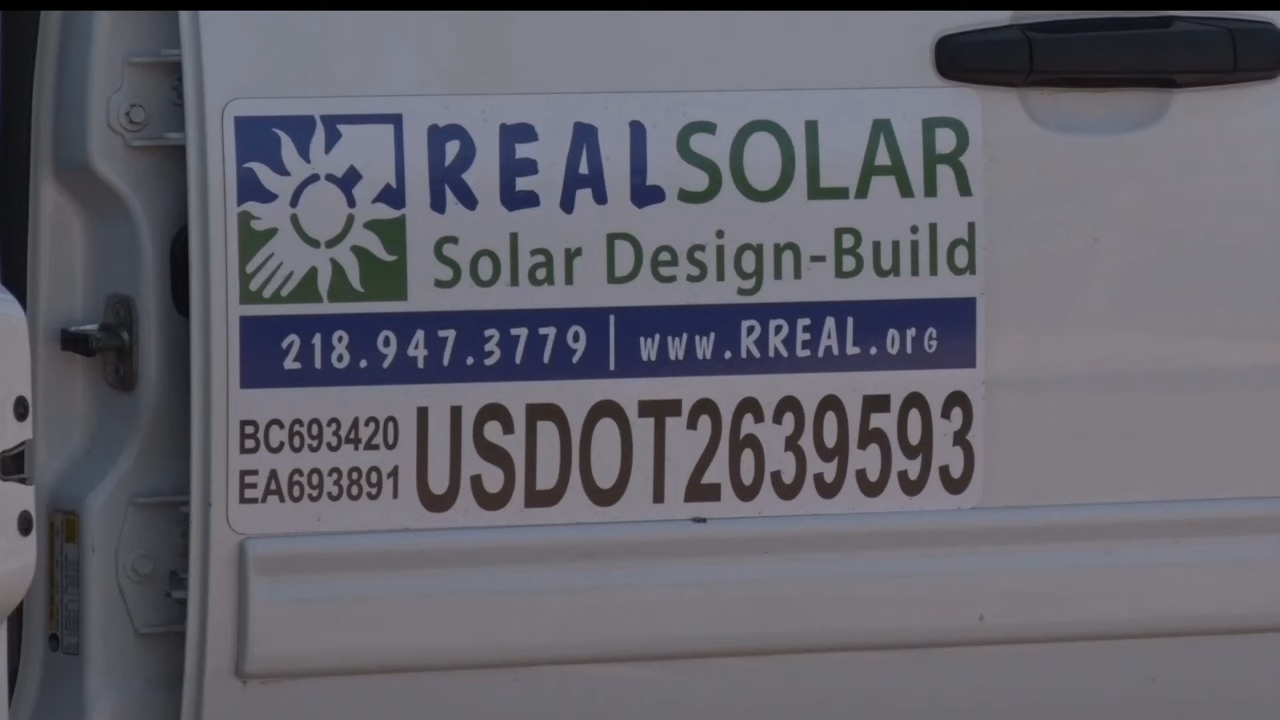 REALSOLAR
Solar Design-Build
218.947.3779 | www.RREAL.org
BC693420
EA693891
USDOT2639593